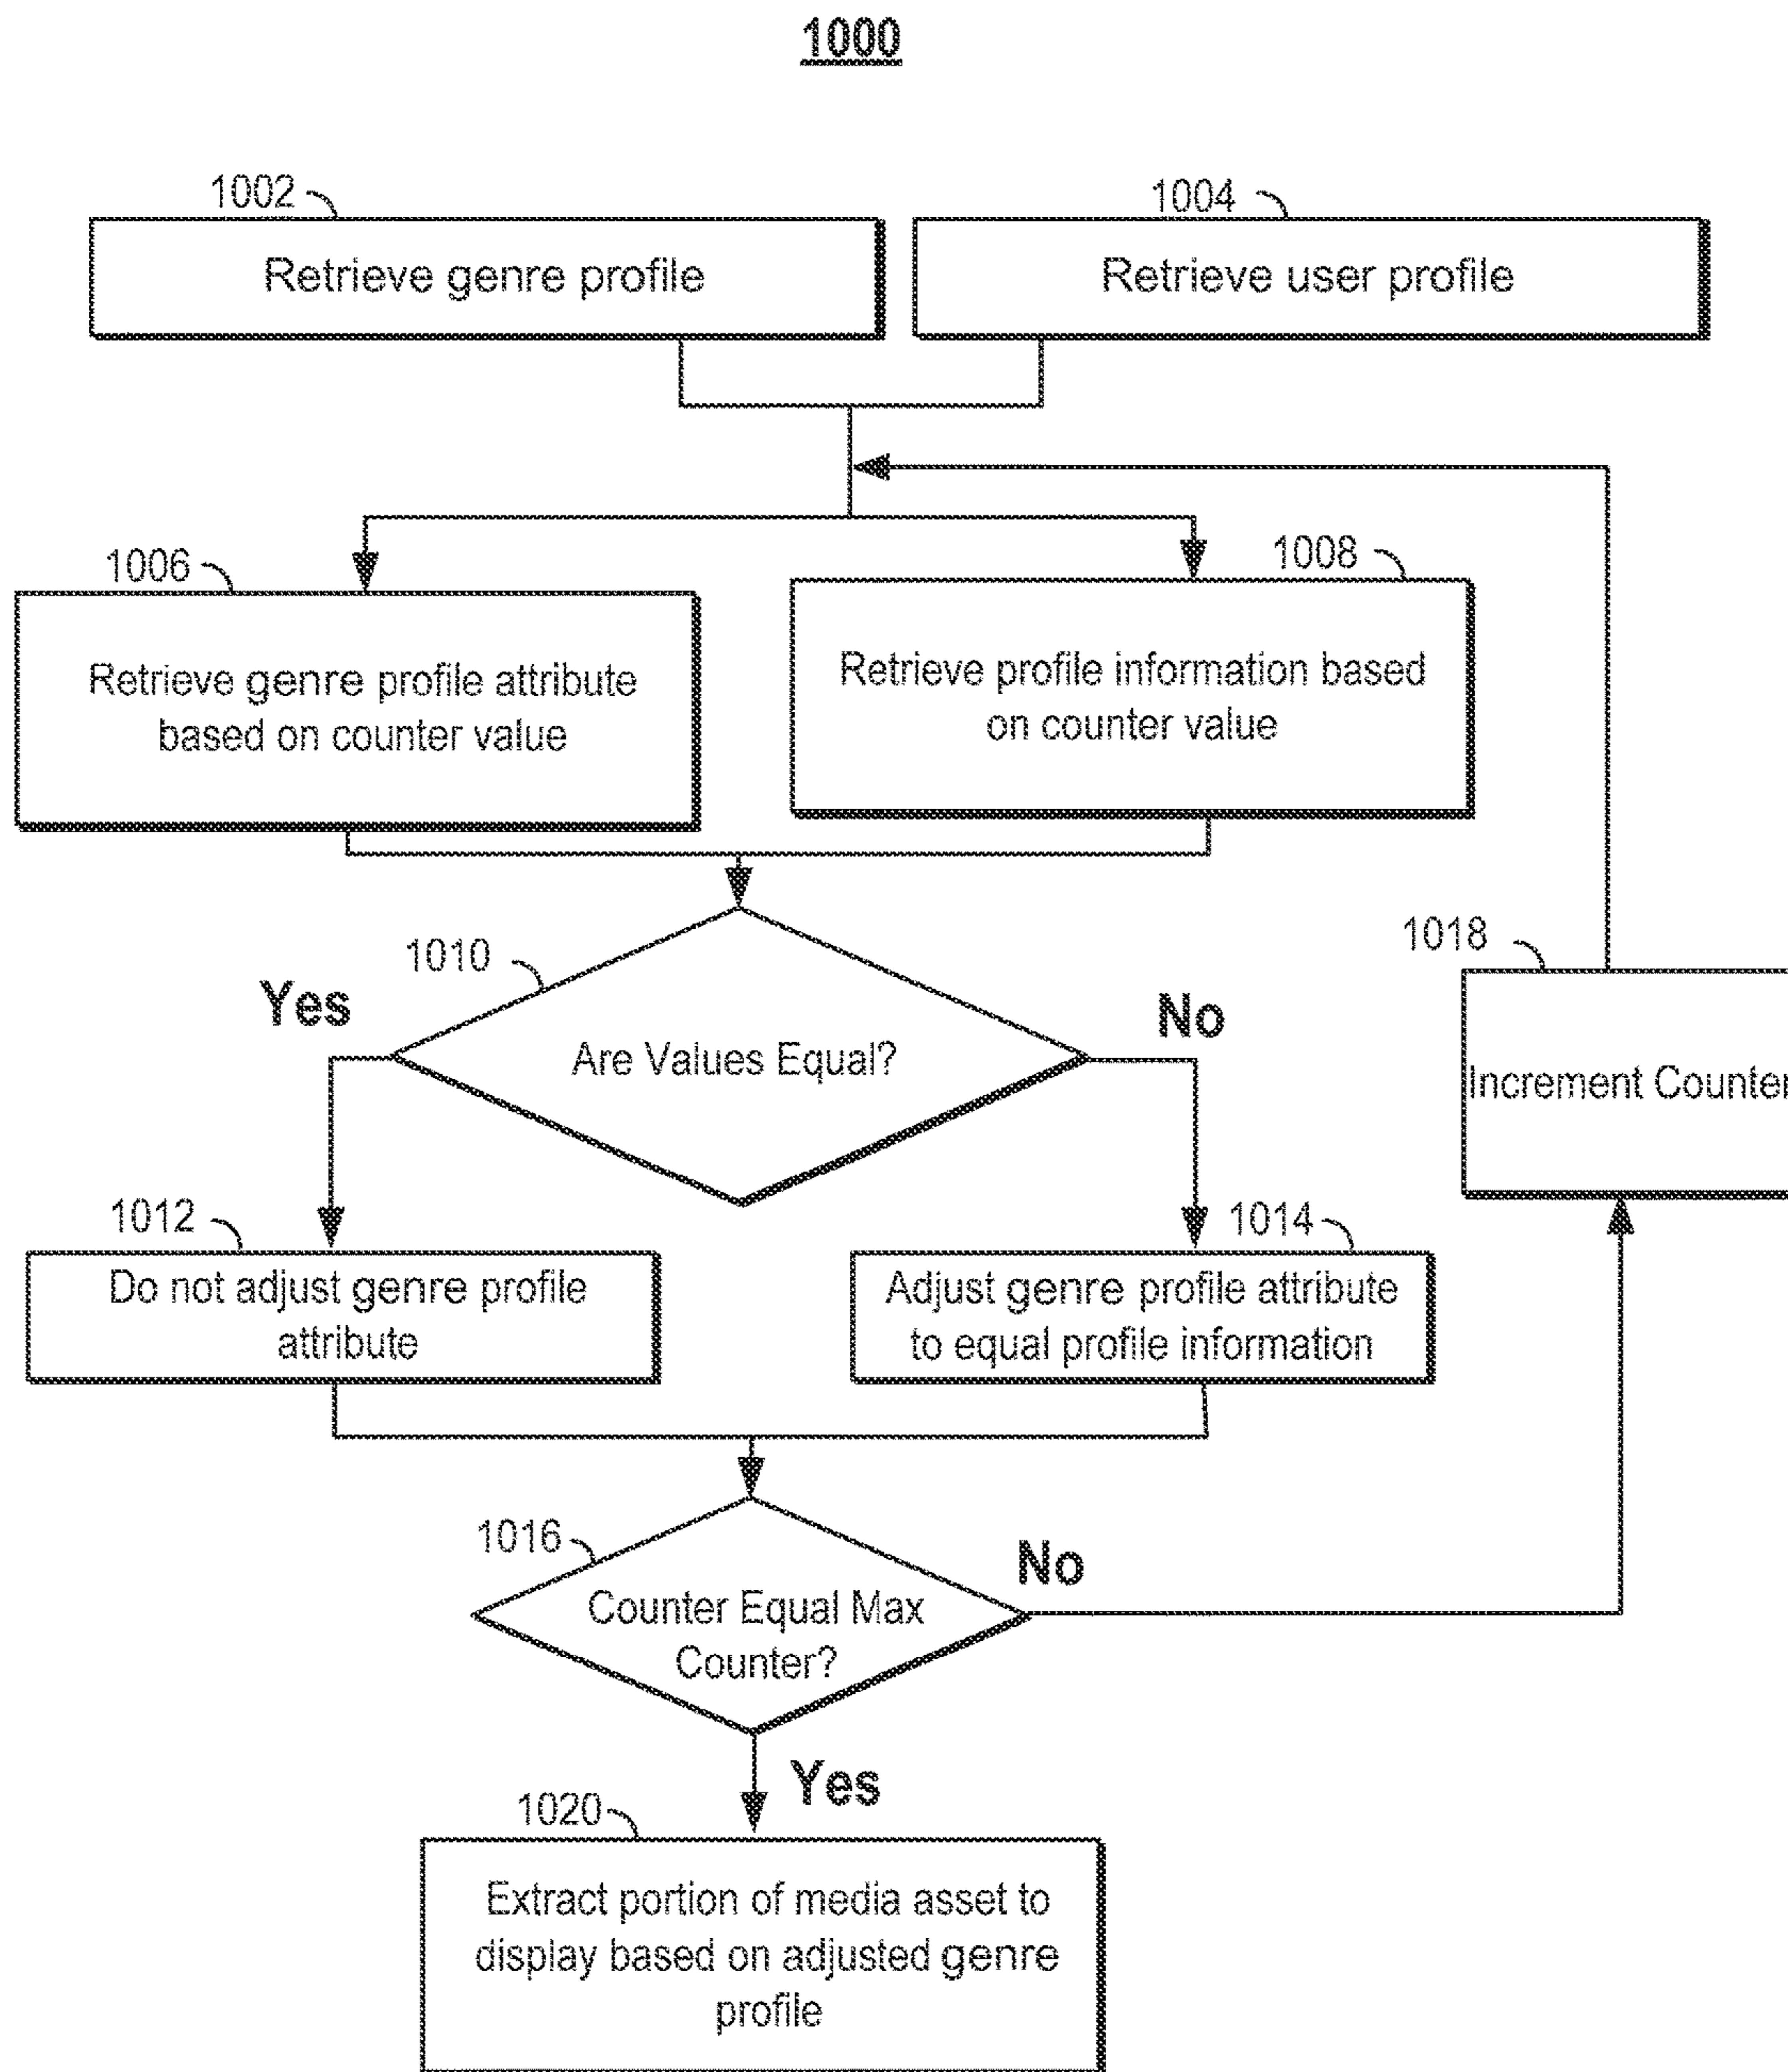 1000
1002
1004
Retrieve genre profile
Retrieve user profile
1006
1008
Retrieve genre profile attribute
based on counter value
Retrieve profile information based
on counter value
1010
Yes
No
Are Values Equal?
1018
Increment Counter
1012
1014
Do not adjust genre profile
attribute
Adjust genre profile attribute
to equal profile information
1016
No
Counter Equal Max
Counter?
Yes
1020
Extract portion of media asset to
display based on adjusted genre
profile